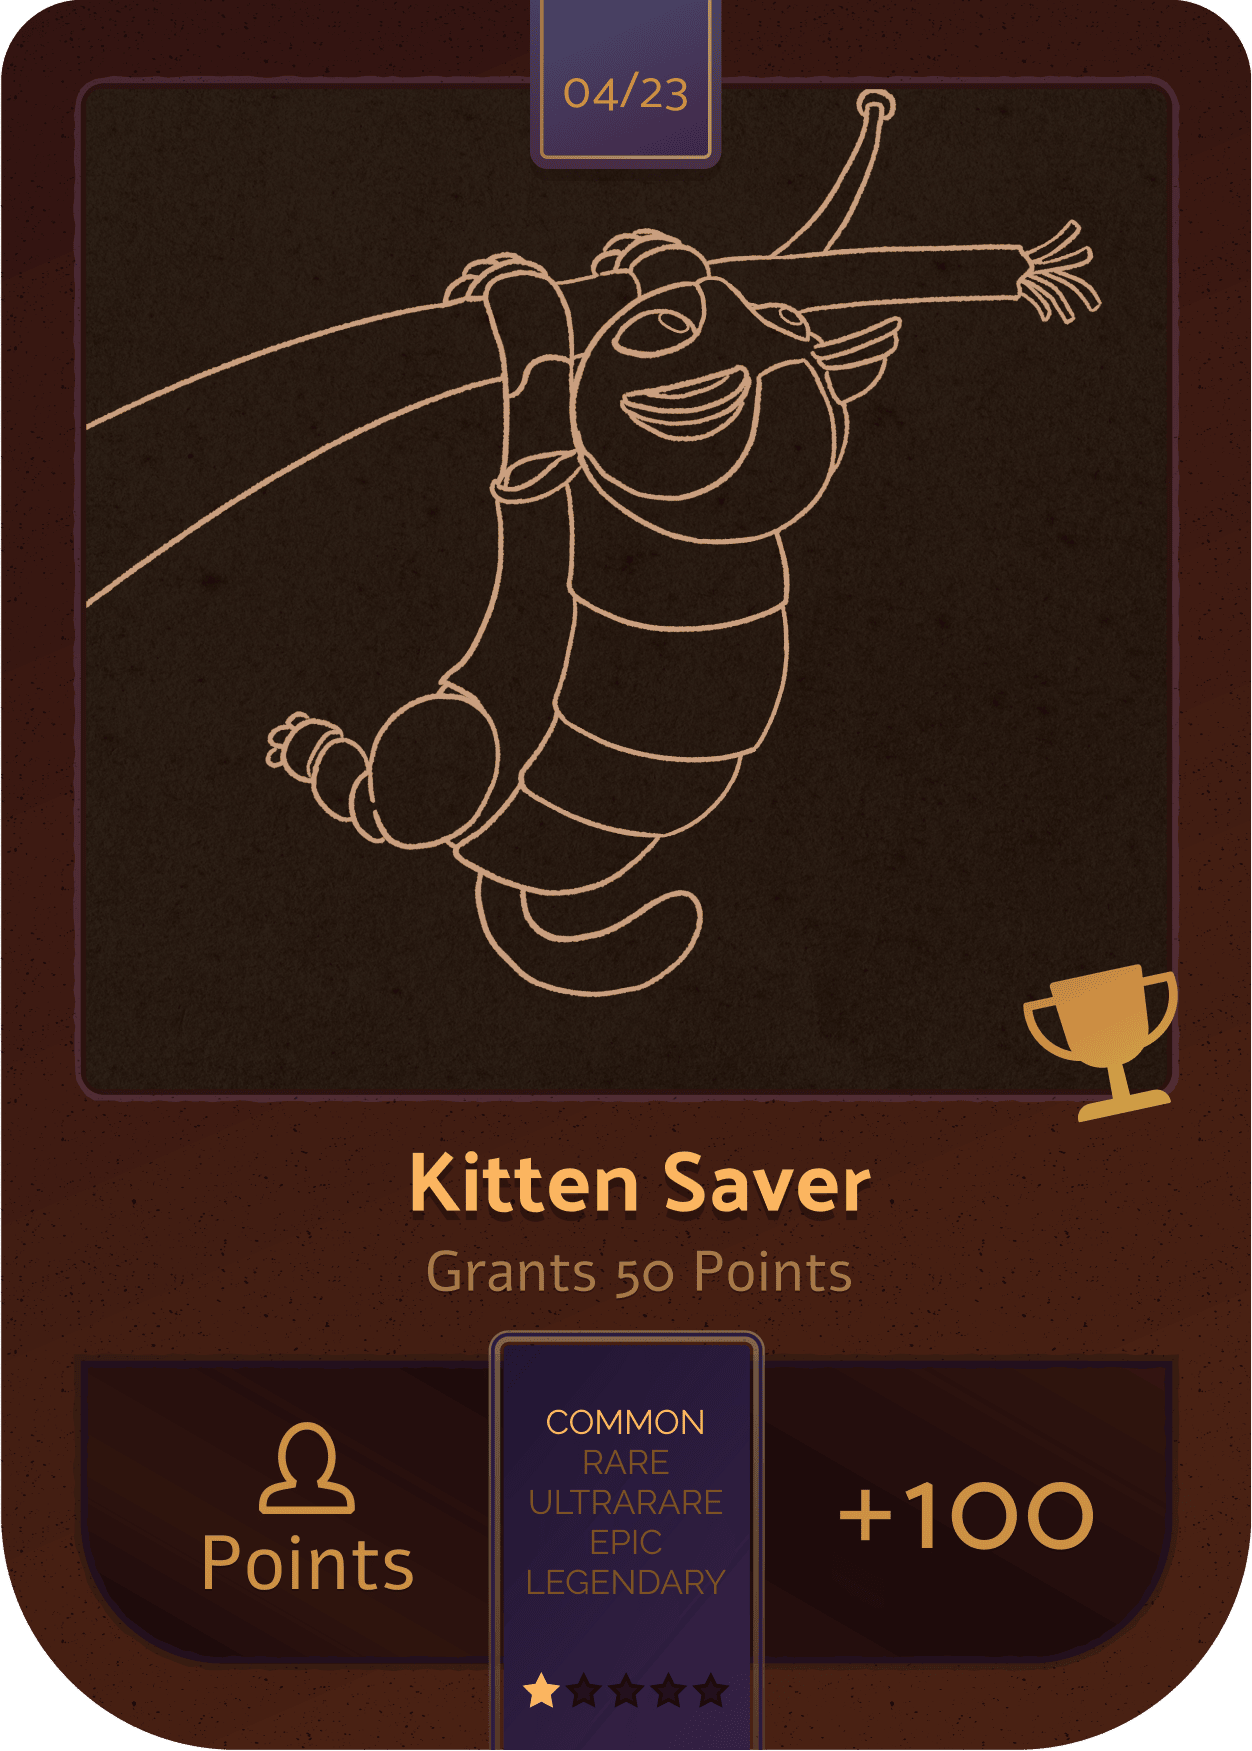 04/23
Kitten Saver
Grants 50 Points
Points
COMMON
RARE
ULTRARARE
EPIC
LEGENDARY
+100